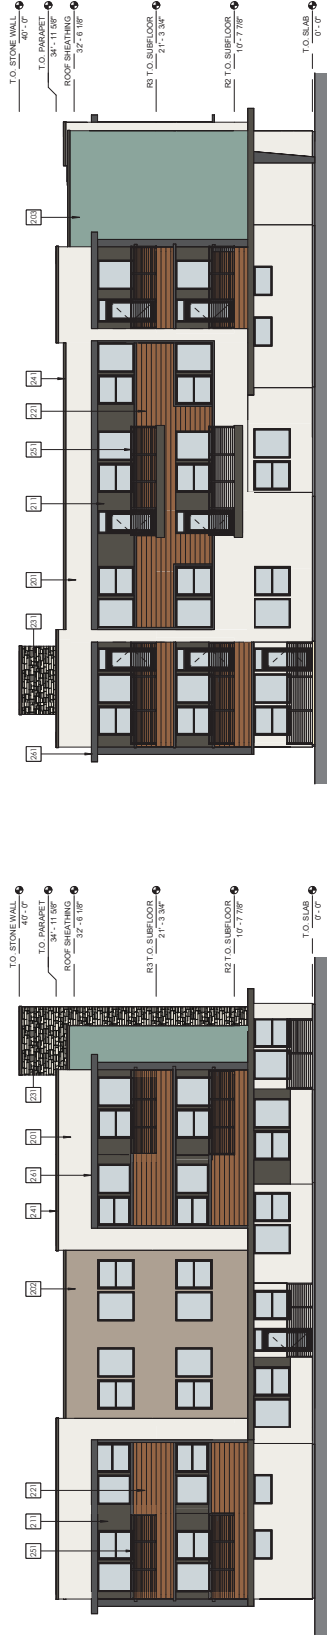 T.O. STONE WALL
40' - 0"
T.O. PARAPET
34' - 11 5/8"
ROOF SHEATHING
32' - 6 1/8"
R3 T.O. SUBFLOOR
21' - 3 3/4"
R2 T.O. SUBFLOOR
10' - 7 7/8"
T.O. SLAB
0' - 0"
203
241
221
251
211
201
231
261
T.O. STONE WALL
40' - 0"
T.O. PARAPET
34' - 11 5/8"
ROOF SHEATHING
32' - 6 1/8"
R3 T.O. SUBFLOOR
21' - 3 3/4"
R2 T.O. SUBFLOOR
10' - 7 7/8"
T.O. SLAB
0' - 0"
231
201
261
241
202
221
211
251